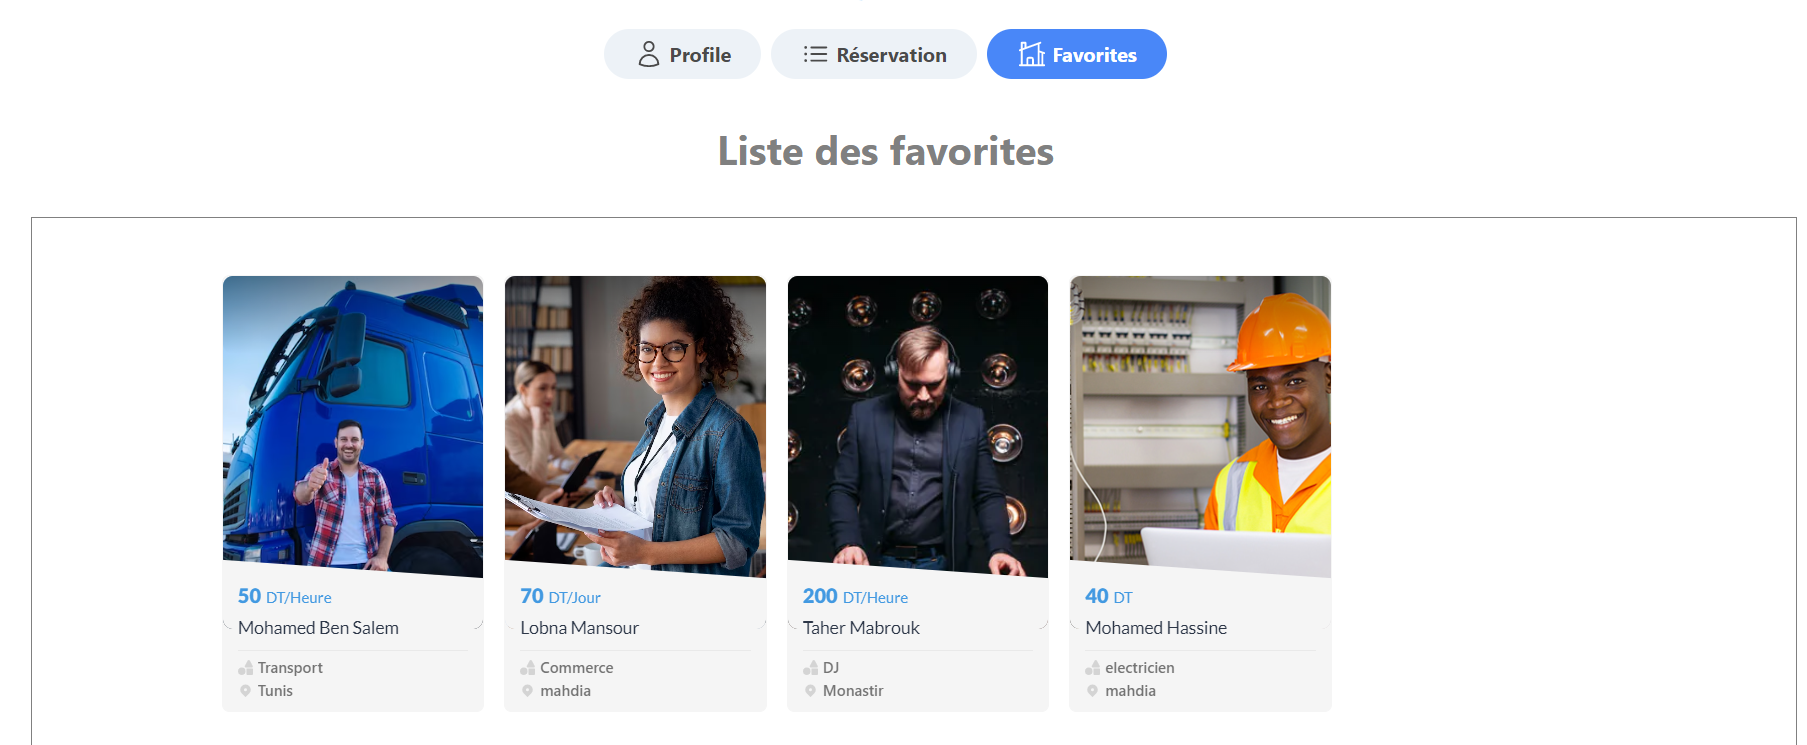 Profile
Réservation
Favorites
Liste des favorites
50 DT/Heure
Mohamed Ben Salem
Transport
Tunis
70 DT/Jour
Lobna Mansour
Commerce
mahdia
200 DT/Heure
Taher Mabrouk
DJ
Monastir
40 DT
Mohamed Hassine
electricien
mahdia